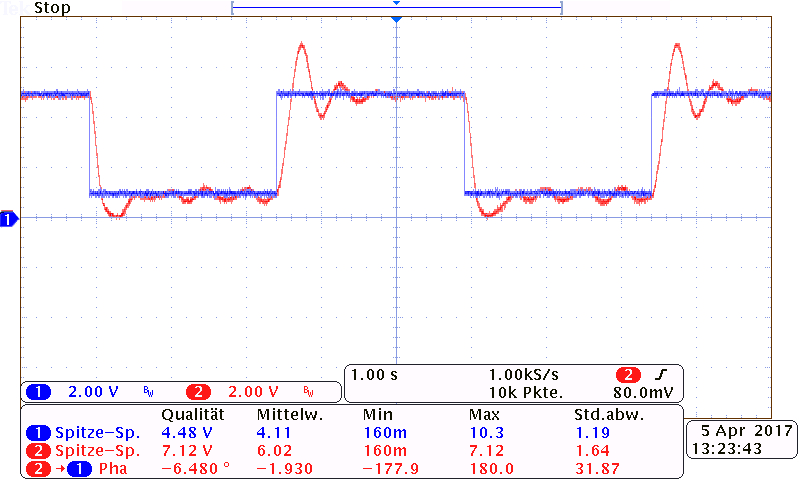 Tek Stop
1
1 2.00 V BW 2 2.00 V BW
1.00 s 1.00kS/s 2
10k Pkte. 80.0mV
Qualität Mittelw. Min Max Std.abw.
1 Spitze-Sp. 4.48 V 4.11 160m 10.3 1.19
2 Spitze-Sp. 7.12 V 6.02 160m 7.12 1.64
2 → 1 Pha -6.480 ° -1.930 -177.9 180.0 31.87
5 Apr 2017
13:23:43